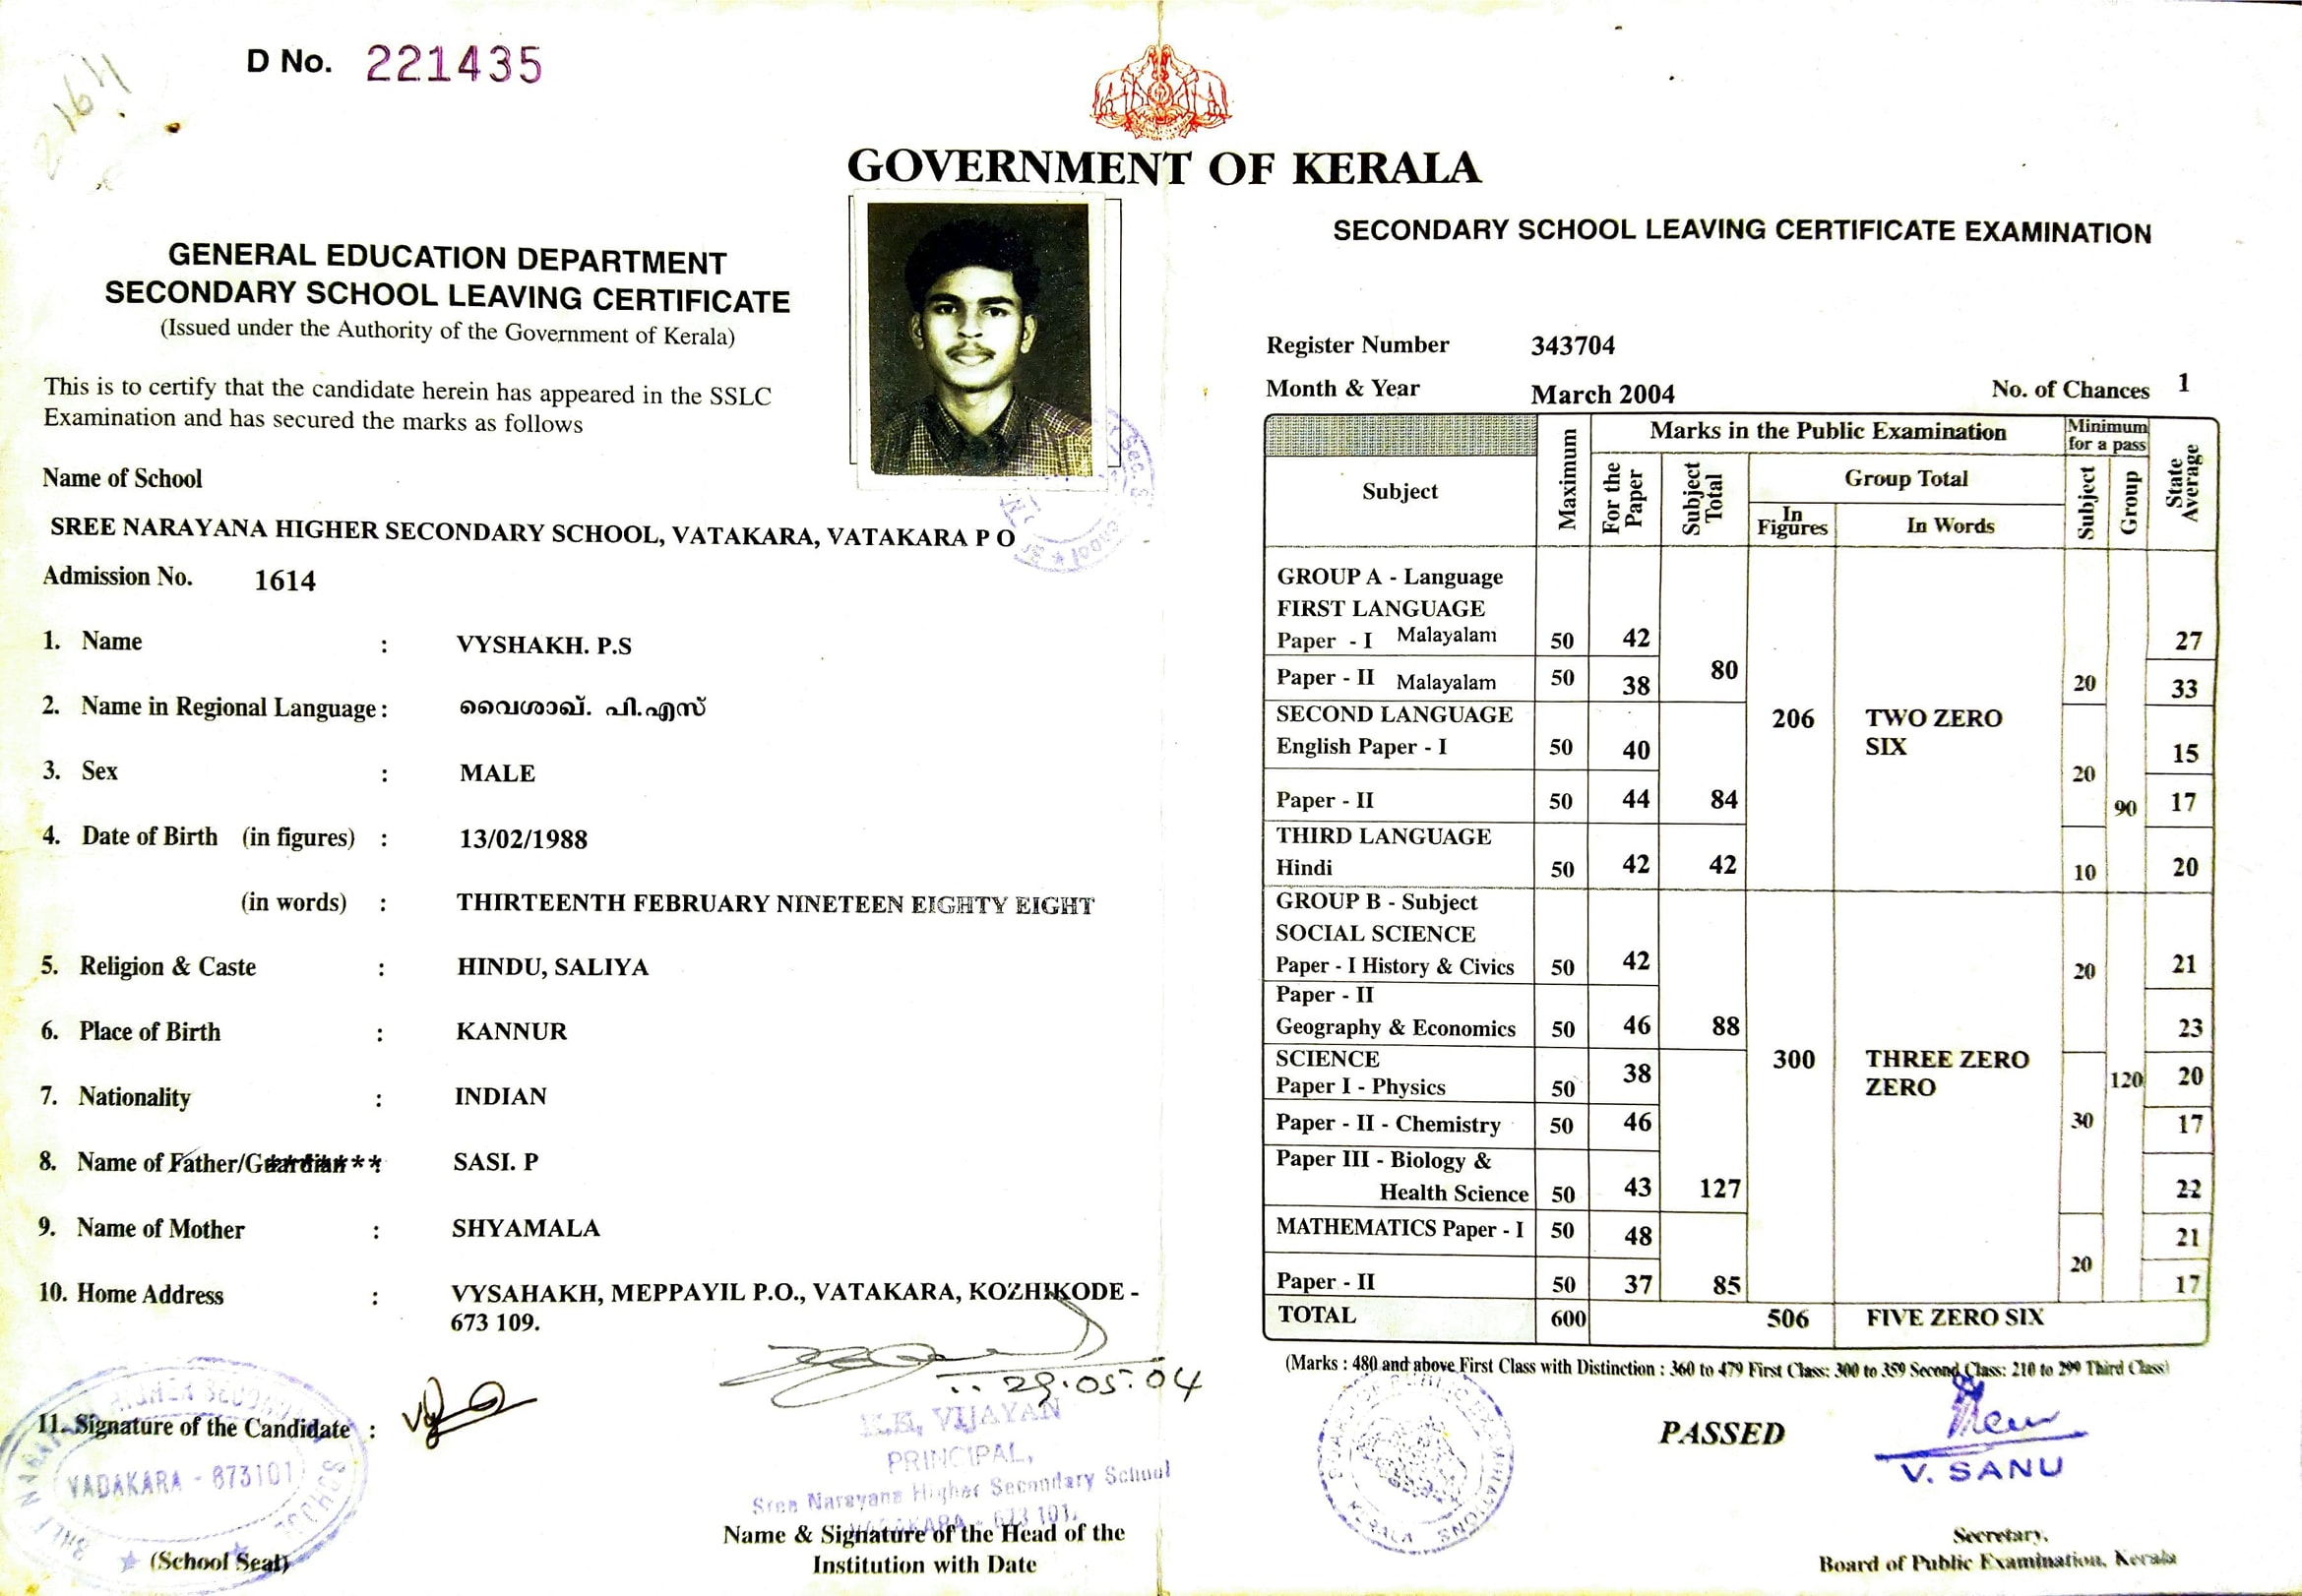 D No. 221435
GOVERNMENT OF KERALA
GENERAL EDUCATION DEPARTMENT
SECONDARY SCHOOL LEAVING CERTIFICATE
(Issued under the Authority of the Government of Kerala)
This is to certify that the candidate herein has appeared in the SSLC
Examination and has secured the marks as follows
Name of School
SREE NARAYANA HIGHER SECONDARY SCHOOL, VATAKARA, VATAKARA P O
Admission No. 1614
1. Name : VYSHAKH. P.S
2. Name in Regional Language : വൈശാഖ്. പി.എസ്
3. Sex : MALE
4. Date of Birth (in figures) : 13/02/1988
(in words) : THIRTEENTH FEBRUARY NINETEEN EIGHTY EIGHT
5. Religion & Caste : HINDU, SALIYA
6. Place of Birth : KANNUR
7. Nationality : INDIAN
8. Name of Father/Guardian*** : SASI. P
9. Name of Mother : SHYAMALA
10. Home Address : VYSAHAKH, MEPPAYIL P.O., VATAKARA, KOZHIKODE -
673 109.
29.05.04
11. Signature of the Candidate :
VADAKARA - 673101
K.K. VIJAYAN
PRINCIPAL,
Sree Narayana Higher Secondary School
VADAKARA - 673 101.
Name & Signature of the Head of the
Institution with Date
(School Seal)
SECONDARY SCHOOL LEAVING CERTIFICATE EXAMINATION
Register Number 343704
Month & Year March 2004 No. of Chances 1
Subject Maximum Marks in the Public Examination Minimum for a pass State Average
For the Paper Subject Total Group Total Subject Group
In Figures In Words
GROUP A - Language
FIRST LANGUAGE
Paper - I Malayalam 50 42 27
Paper - II Malayalam 50 38 80 20 33
SECOND LANGUAGE 206 TWO ZERO SIX
English Paper - I 50 40 20 15
Paper - II 50 44 84 90 17
THIRD LANGUAGE
Hindi 50 42 42 10 20
GROUP B - Subject
SOCIAL SCIENCE
Paper - I History & Civics 50 42 20 21
Paper - II
Geography & Economics 50 46 88 23
SCIENCE 300 THREE ZERO ZERO
Paper I - Physics 50 38 120 20
Paper - II - Chemistry 50 46 30 17
Paper III - Biology &
Health Science 50 43 127 22
MATHEMATICS Paper - I 50 48 21
Paper - II 50 37 85 20 17
TOTAL 600 506 FIVE ZERO SIX
(Marks : 480 and above First Class with Distinction : 360 to 479 First Class: 300 to 359 Second Class: 210 to 299 Third Class)
PASSED
V. SANU
Secretary,
Board of Public Examination, Kerala